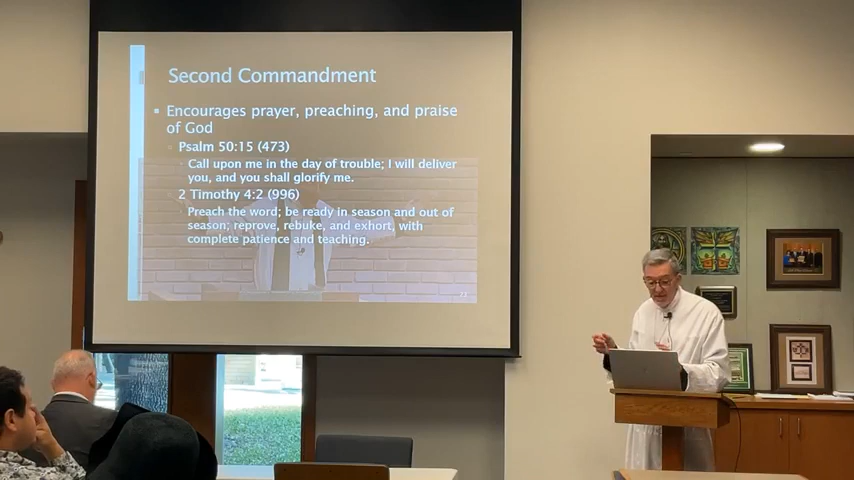 Second Commandment
Encourages prayer, preaching, and praise
of God
Psalm 50:15 (473)
Call upon me in the day of trouble; I will deliver
you, and you shall glorify me.
2 Timothy 4:2 (996)
Preach the word; be ready in season and out of
season; reprove, rebuke, and exhort, with
complete patience and teaching.